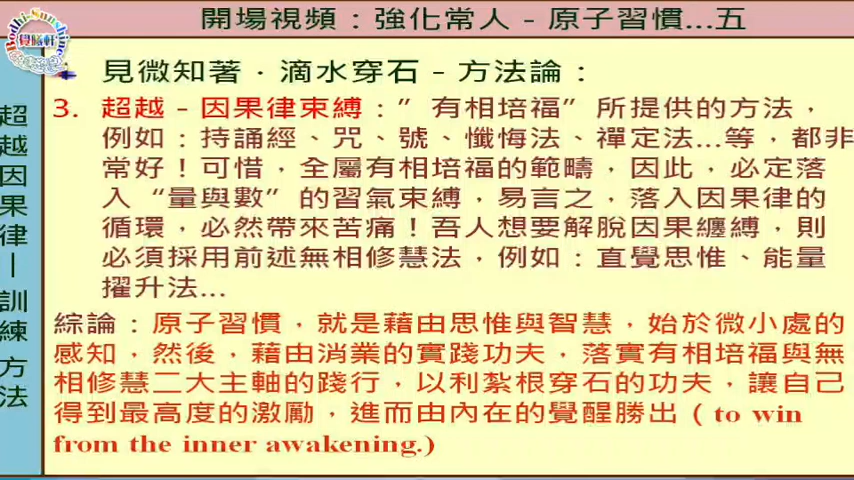 開場視頻：強化常人－原子習慣...五
Bodhi-Sunshine
覺曦軒
見微知著．滴水穿石－方法論：
3. 超越－因果律束縛：”有相培福”所提供的方法，
例如：持誦經、咒、號、懺悔法、禪定法...等，都非
常好！可惜，全屬有相培福的範疇，因此，必定落
入“量與數”的習氣束縛，易言之，落入因果律的
循環，必然帶來苦痛！吾人想要解脫因果纏縛，則
必須採用前述無相修慧法，例如：直覺思惟、能量
擢升法...
綜論：原子習慣，就是藉由思惟與智慧，始於微小處的
感知，然後，藉由消業的實踐功夫，落實有相培福與無
相修慧二大主軸的踐行，以利紮根穿石的功夫，讓自己
得到最高度的激勵，進而由內在的覺醒勝出（to win
from the inner awakening.)
超越因果律－訓練方法